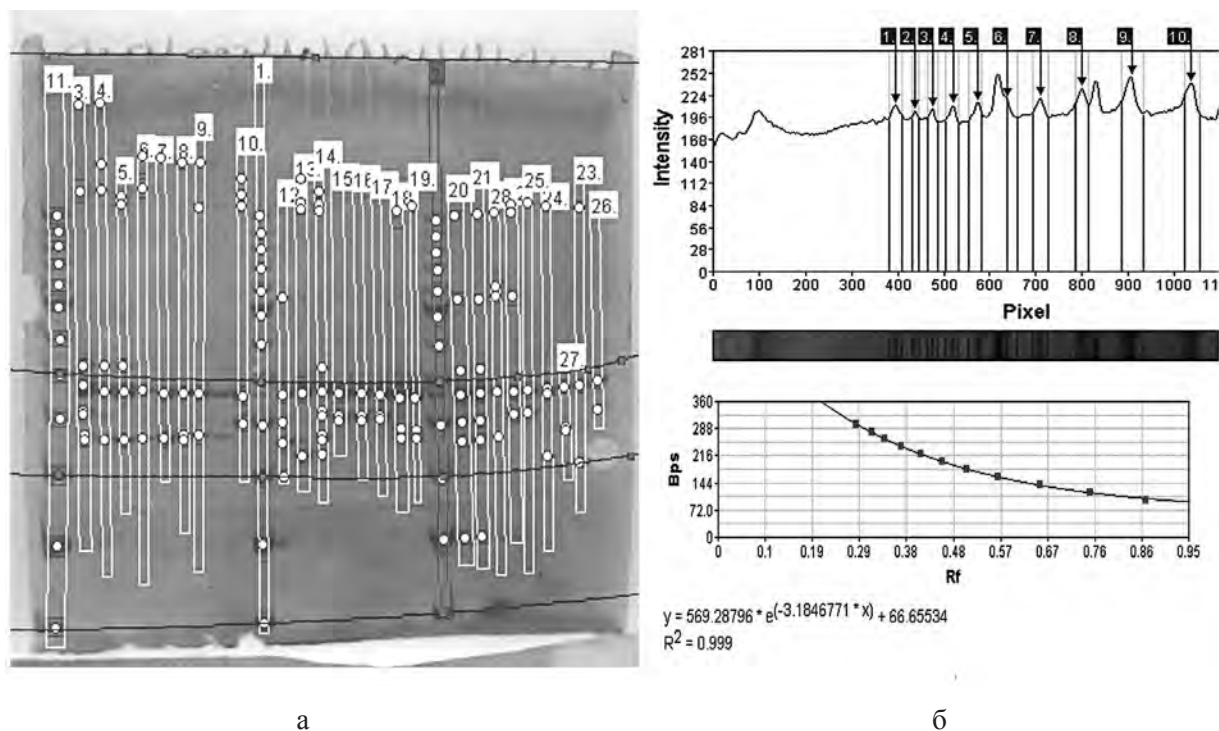 1.
11. 3. 4.
9.
6. 7. 8.
5.
10. 13. 14.
12. 15 16. 17. 18. 19.
20. 21. 28. 25. 24. 23.
26.
27.
1. 2. 3. 4. 5. 6. 7. 8. 9. 10.
281
252
224
196
168
140
112
84
56
28
0
Intensity
0 100 200 300 400 500 600 700 800 900 1000 110
Pixel
360
288
216
144
72.0
0
Bps
0 0.1 0.19 0.29 0.38 0.48 0.57 0.67 0.76 0.86 0.95
Rf
y = 569.28796 * e(-3.1846771 * x) + 66.65534
R2 = 0.999
а б